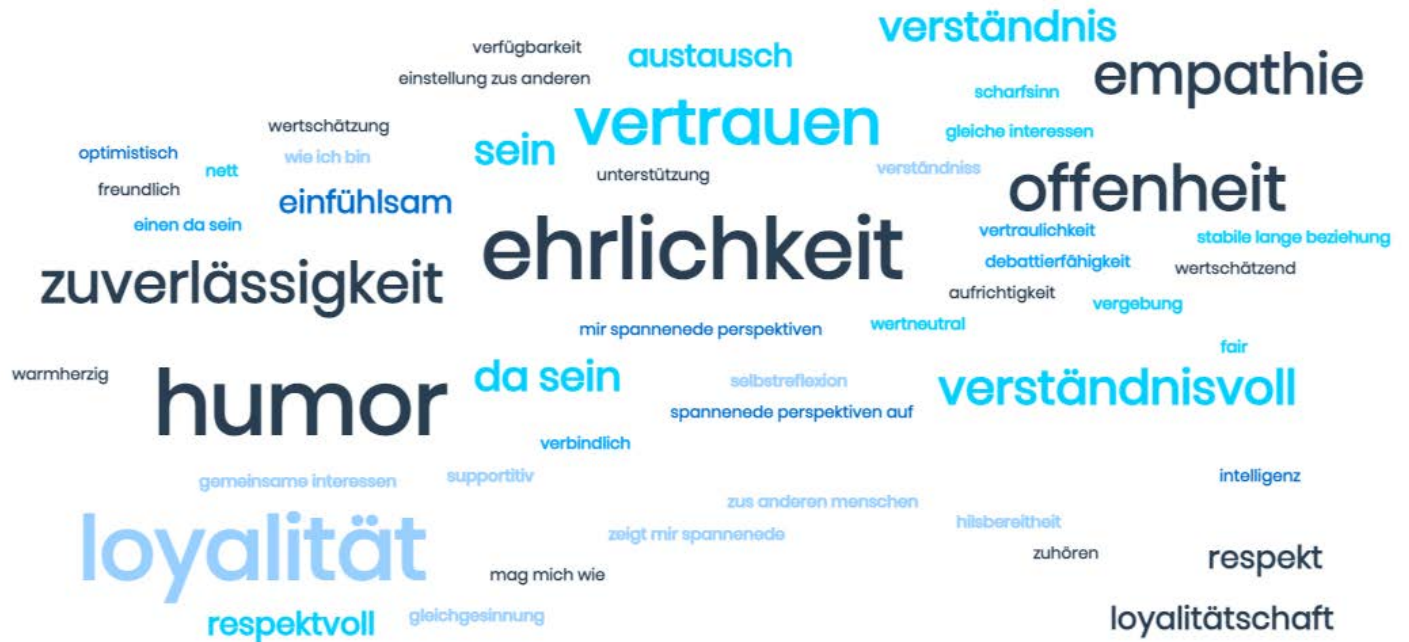 verständnis
verfügbarkeit
austausch
einstellung zus anderen
empathie
scharfsinn
vertrauen
wertschätzung
gleiche interessen
optimistisch
wie ich bin
sein
nett
unterstützung
verständniss
freundlich
offenheit
einfühlsam
einen da sein
vertraulichkeit
stabile lange beziehung
ehrlichkeit
debattierfähigkeit
wertschätzend
zuverlässigkeit
aufrichtigkeit
vergebung
mir spannenede perspektiven
wertneutral
fair
warmherzig
da sein
selbstreflexion
verständnisvoll
humor
spannenede perspektiven auf
verbindlich
gemeinsame interessen
supportitiv
intelligenz
zus anderen menschen
hilsbereitheit
zeigt mir spannenede
loyalität
zuhören
respekt
mag mich wie
gleichgesinnung
respektvoll
loyalitätschaft